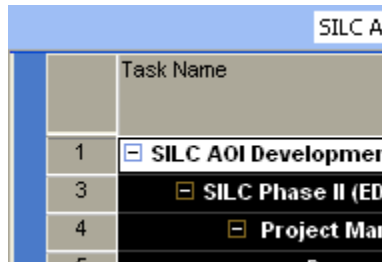 SILC A
Task Name
1 SILC AOI Developmen
3 SILC Phase II (ED
4 Project Mar